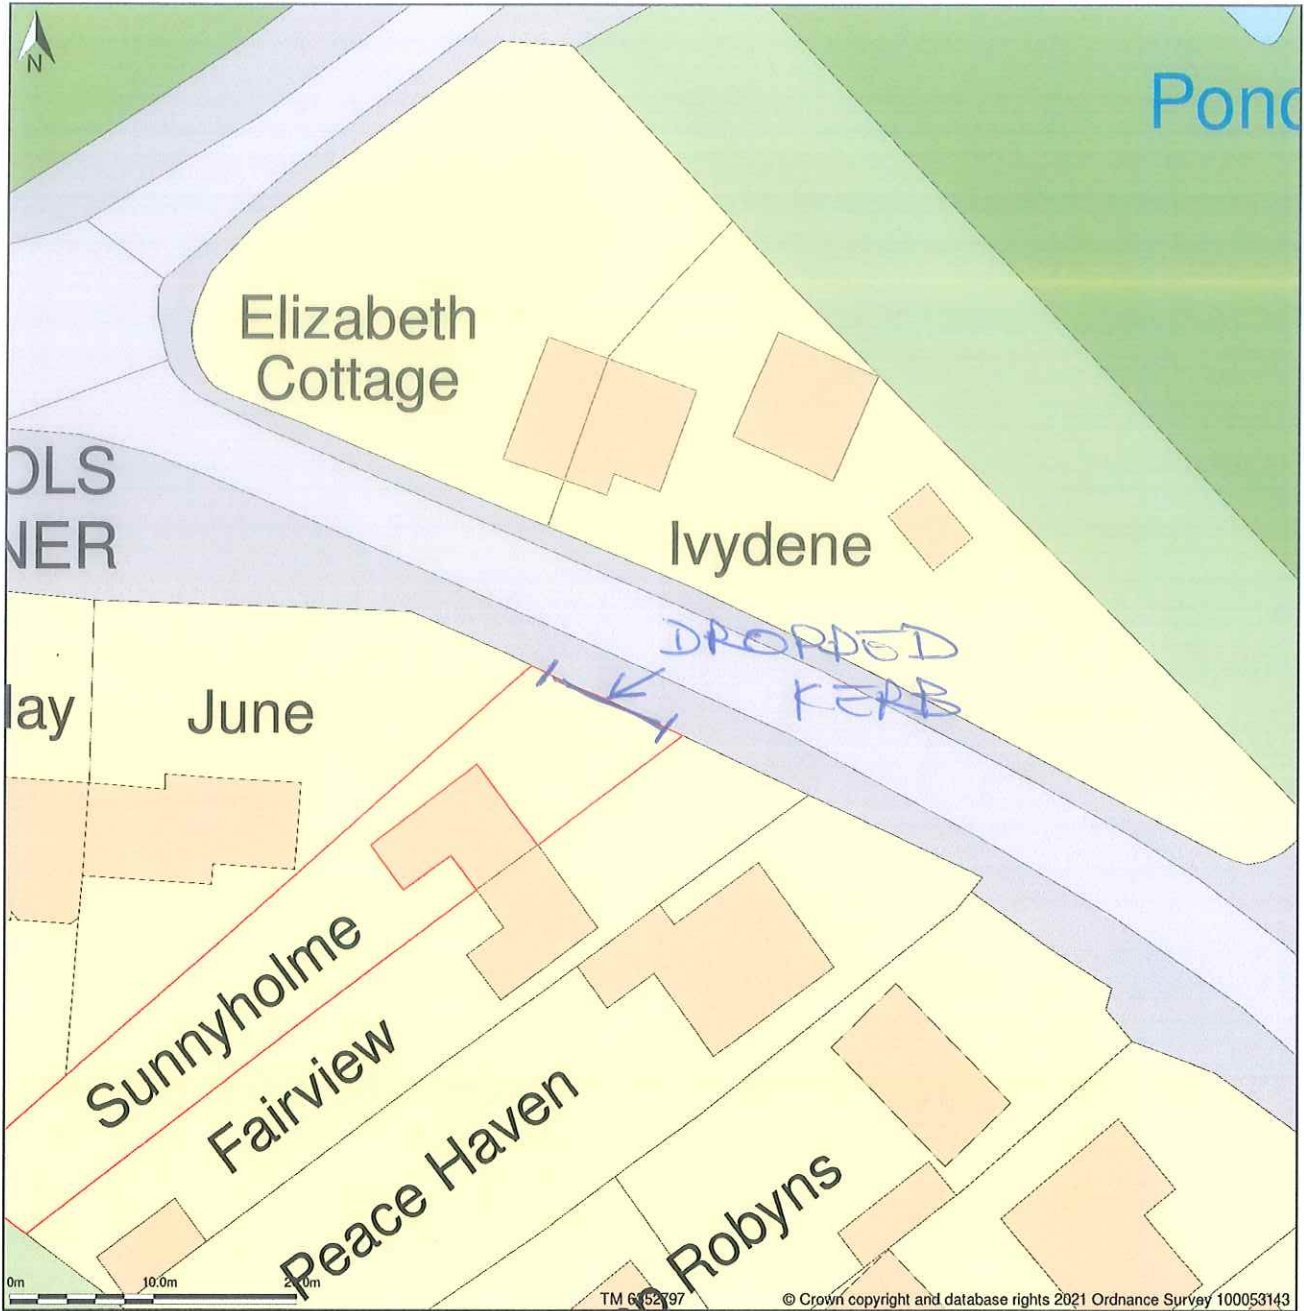 N
Pond
Elizabeth
Cottage
OLS
NER
Ivydene
DROPPED
KERB
lay
June
Sunnyholme
Fairview
Peace Haven
Robyns
0m
10.0m
20.0m
© Crown copyright and database rights 2021 Ordnance Survey 100053143